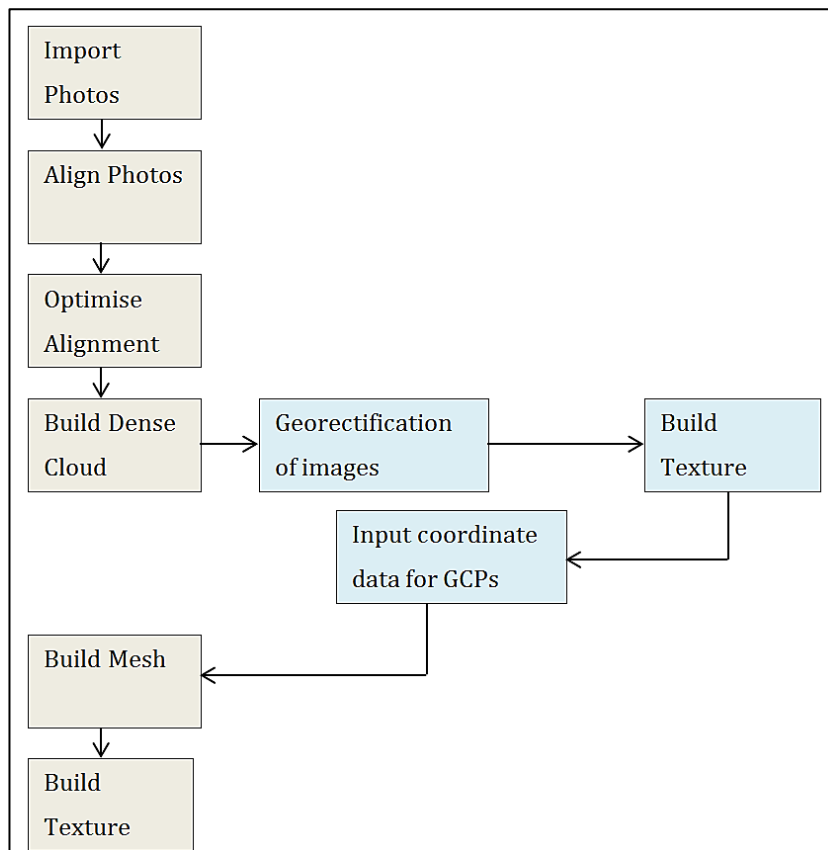 Import
Photos
Align Photos
Optimise
Alignment
Build Dense
Cloud
Georectification
of images
Build
Texture
Input coordinate
data for GCPs
Build Mesh
Build
Texture